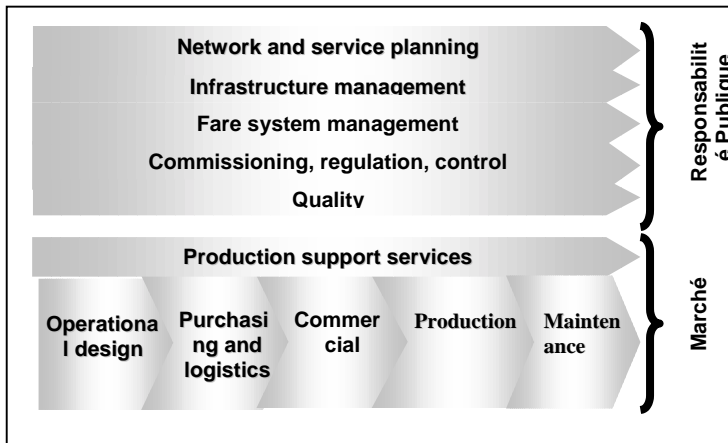 Network and service planning
Infrastructure management
Fare system management
Commissioning, regulation, control
Quality
Responsabilit
é Publique
Production support services
Operationa
l design
Purchasi
ng and
logistics
Commer
cial
Production
Mainten
ance
Marché